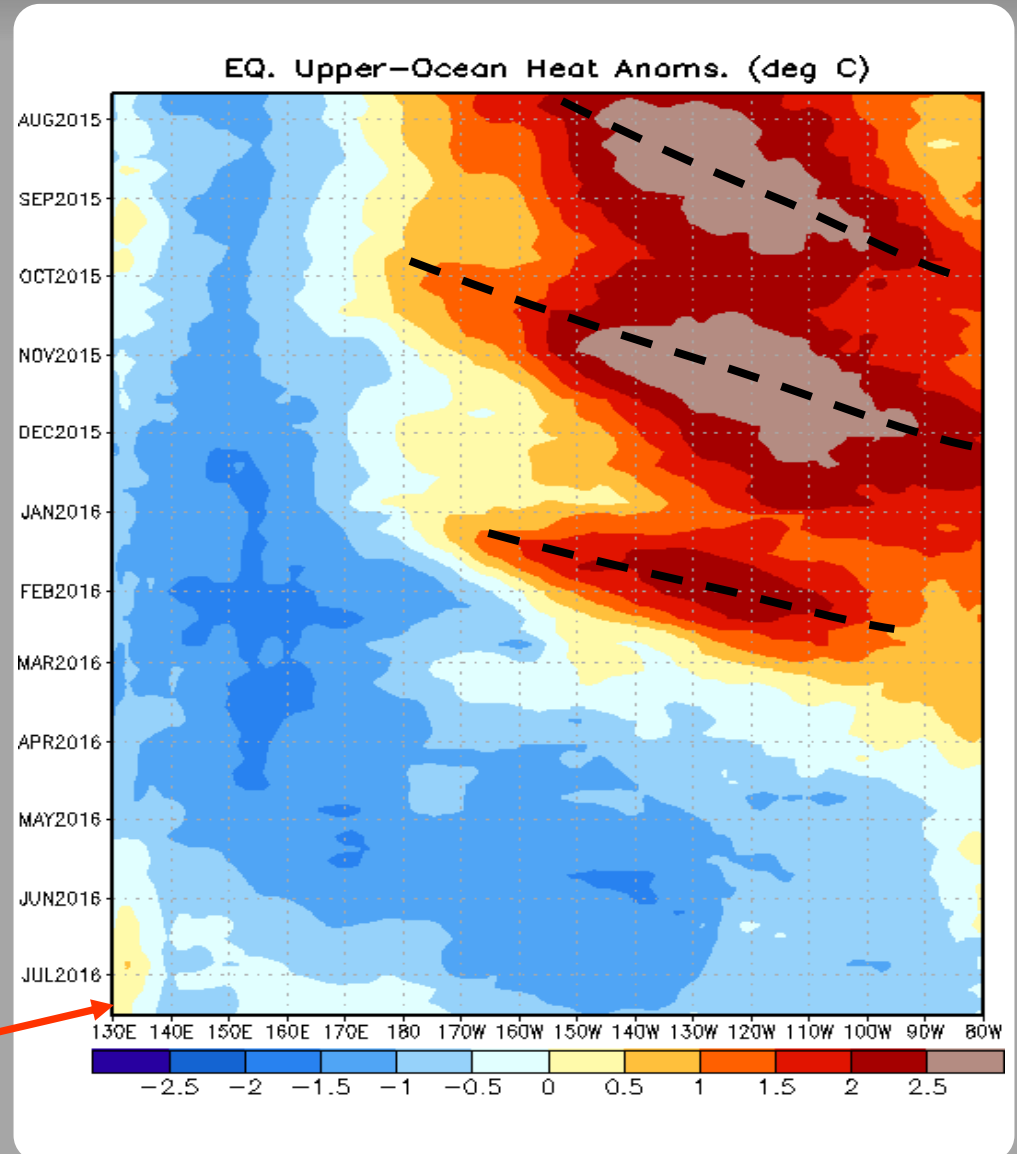 EQ. Upper-Ocean Heat Anoms. (deg C)
AUG2015
SEP2015
OCT2015
NOV2015
DEC2015
JAN2016
FEB2016
MAR2016
APR2016
MAY2016
JUN2016
JUL2016
130E 140E 150E 160E 170E 180 170W 160W 150W 140W 130W 120W 110W 100W 90W 80W
-2.5 -2 -1.5 -1 -0.5 0 0.5 1 1.5 2 2.5